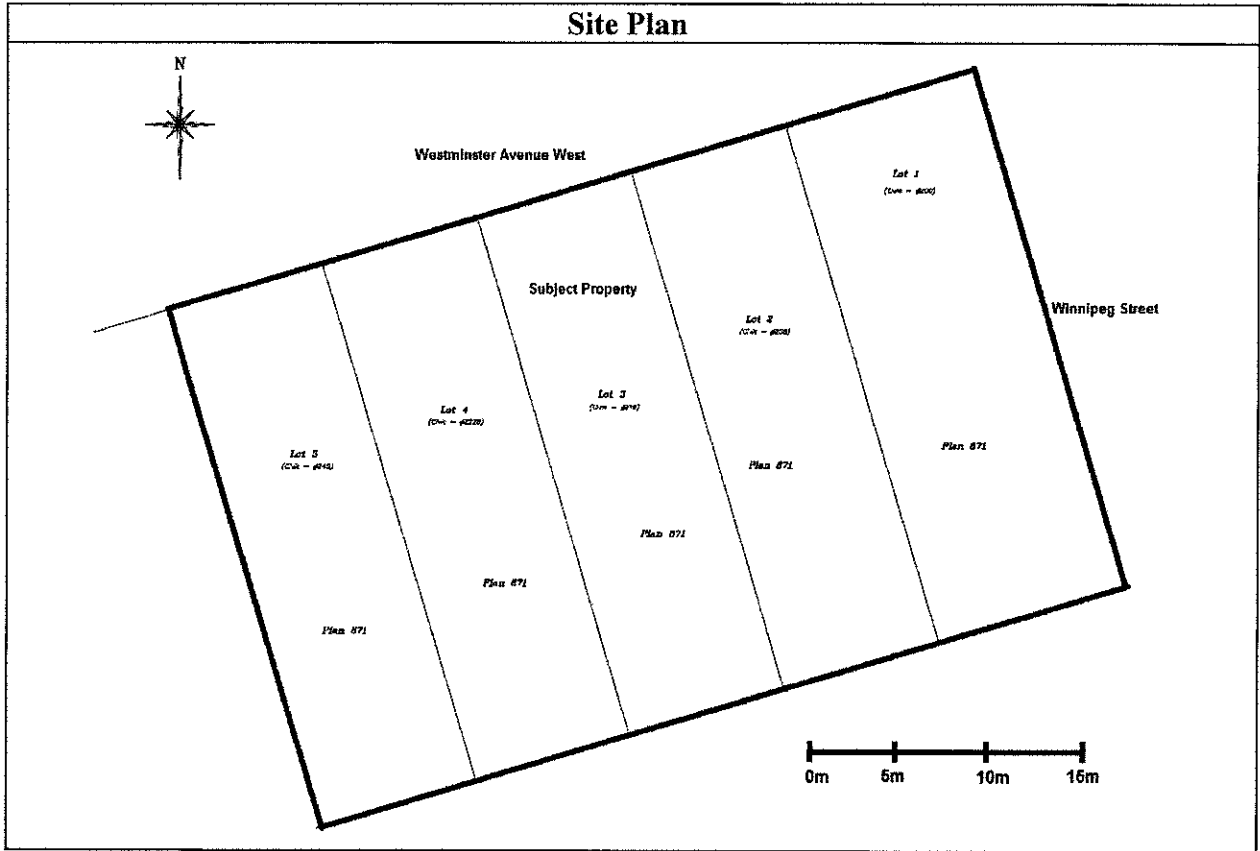 Site Plan
N
Westminster Avenue West
Lot 1
Subject Property
Winnipeg Street
Lot 2
Lot 3
Lot 4
Lot 5
Plan 871
Plan 871
Plan 871
Plan 871
Plan 871
0m 5m 10m 15m